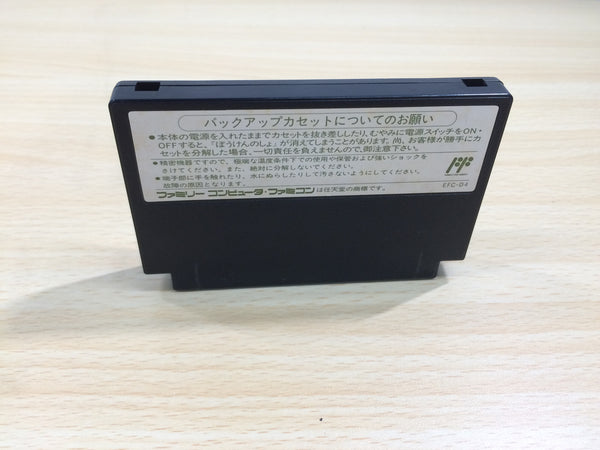 バックアップカセットについてのお願い
●本体の電源を入れたままでカセットを抜き差ししたり、むやみに電源スイッチをON・
OFFすると、「ぼうけんのしょ」が消えてしまうことがあります。尚、お客様が勝手にカ
セットを分解した場合、一切責任を負えませんので、御注意下さい。
●精密機器ですので、極端な温度条件下での使用や保管および強いショックを
さけてください。また、絶対に分解しないでください。
●端子部に手を触れたり、水にぬらしたりして汚さないようにしてください。
故障の原因となります。
ファミリーコンピュータ・ファミコンは任天堂の商標です。
EFC-D4